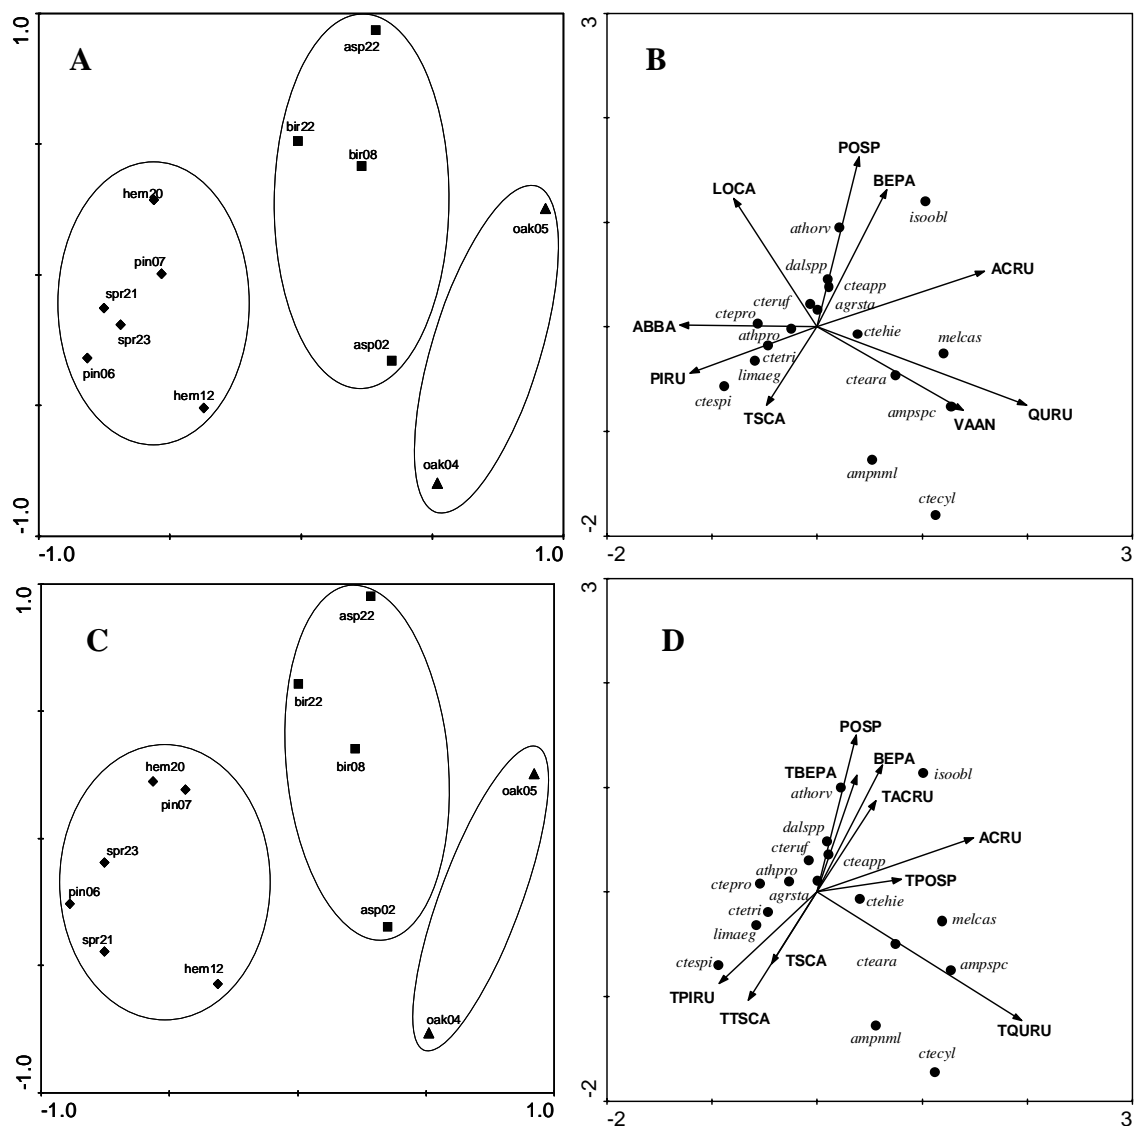 1.0
A
asp22
bir22
bir08
hem20
oak05
pin07
spr21
spr23
asp02
pin06
hem12
oak04
-1.0
-1.0
1.0
3
B
POSP
BEPA
LOCA
isoobl
athorv
dalspp
ACRU
cteapp
cteruf
agrsta
ctepro
ABBA
athpro
ctehie
melcas
ctetri
PIRU
limaeg
cteara
ctespi
TSCA
ampspc
VAAN
QURU
ampnml
ctecyl
-2
-2
3
1.0
C
asp22
bir22
bir08
hem20
oak05
pin07
spr23
pin06
asp02
spr21
hem12
oak04
-1.0
-1.0
1.0
3
D
POSP
BEPA
TBEPA
isoobl
athorv
TACRU
dalspp
ACRU
cteruf
cteapp
athpro
TPOSP
ctepro
agrsta
ctehie
ctetri
melcas
limaeg
ctespi
TSCA
cteara
ampspc
TPIRU
TTSCA
TQURU
ampnml
ctecyl
-2
-2
3